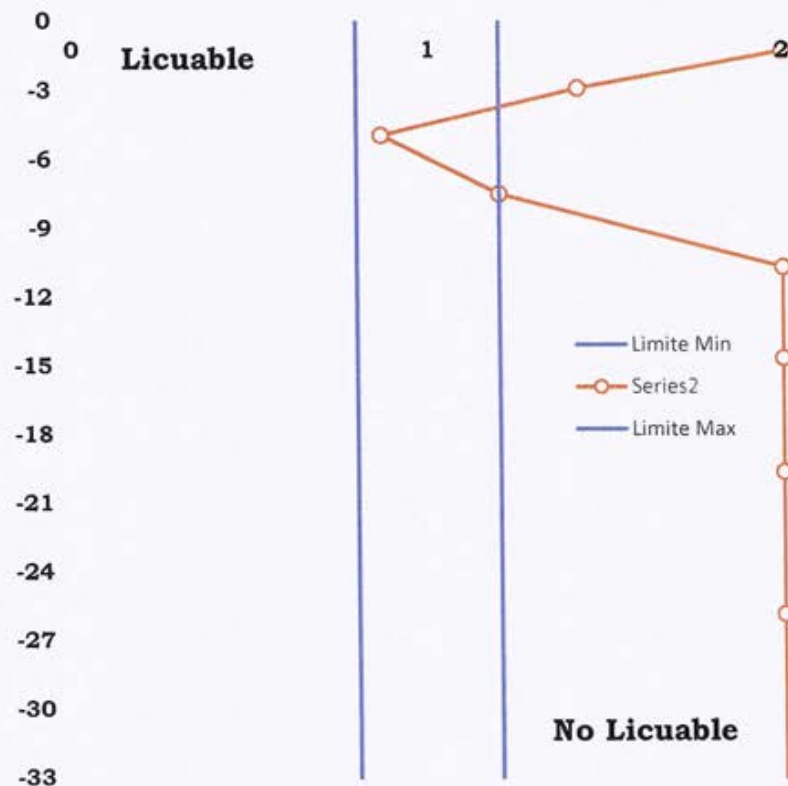 0
0 Licuable 1 2
-3
-6
-9
-12
-15
Limite Min
Series2
Limite Max
-18
-21
-24
-27
-30
No Licuable
-33